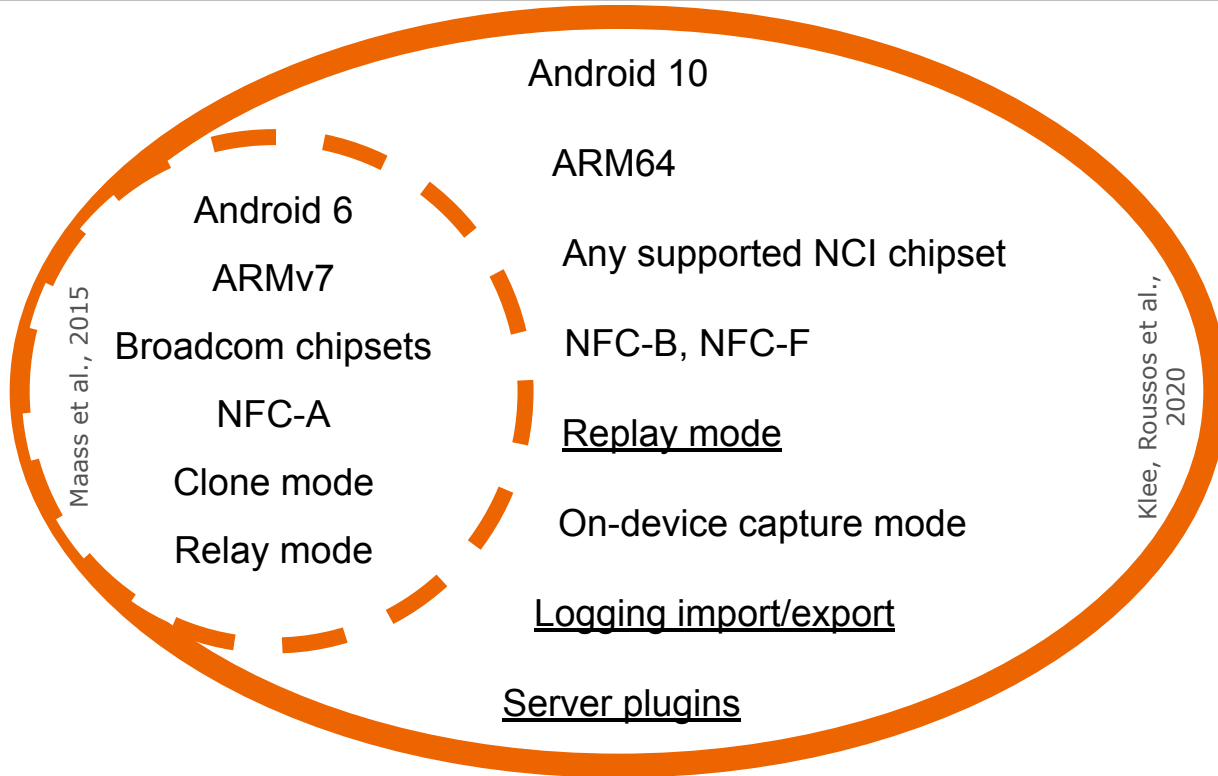 Maass et al., 2015
Android 6
ARMv7
Broadcom chipsets
NFC-A
Clone mode
Relay mode
Android 10
ARM64
Any supported NCI chipset
NFC-B, NFC-F
Replay mode
On-device capture mode
Logging import/export
Server plugins
Klee, Roussos et al.,
2020